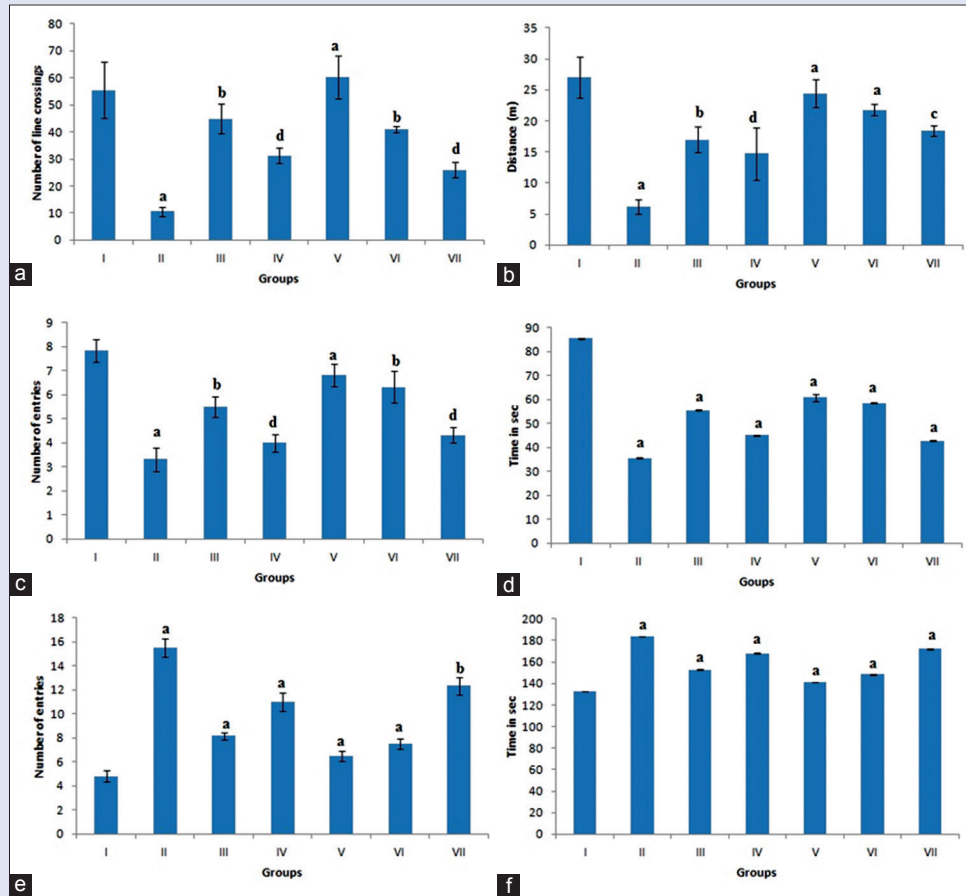 Number of line crossings
80
70
60
50
40
30
20
10
0
a
b
d
a
b
d
I II III IV V VI VII
Groups
a
Distance (m)
35
30
25
20
15
10
5
0
a
b
d
a
a
c
I II III IV V VI VII
Groups
b
Number of entries
9
8
7
6
5
4
3
2
1
0
a
b
d
a
b
d
I II III IV V VI VII
Groups
c
Time in sec
90
80
70
60
50
40
30
20
10
0
a
a
a
a
a
a
I II III IV V VI VII
Goups
d
Number of entries
18
16
14
12
10
8
6
4
2
0
a
a
a
a
a
b
I II III IV V VI VII
Groups
e
Time in sec
200
180
160
140
120
100
80
60
40
20
0
a
a
a
a
a
a
I II III IV V VI VII
Groups
f